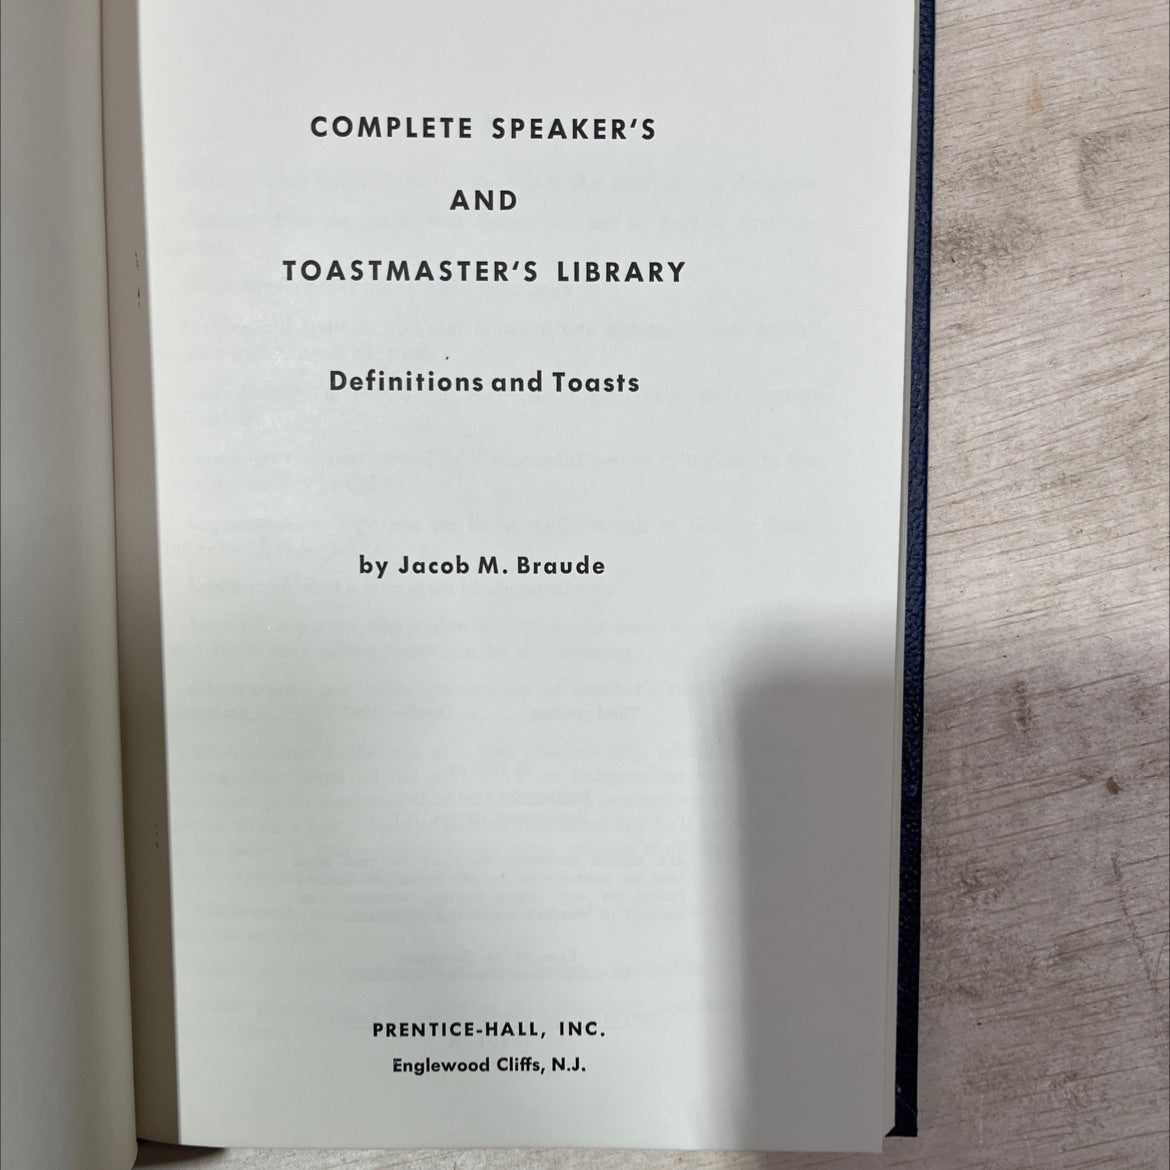 COMPLETE SPEAKER'S
AND
TOASTMASTER'S LIBRARY
Definitions and Toasts
by Jacob M. Braude
PRENTICE-HALL, INC.
Englewood Cliffs, N.J.